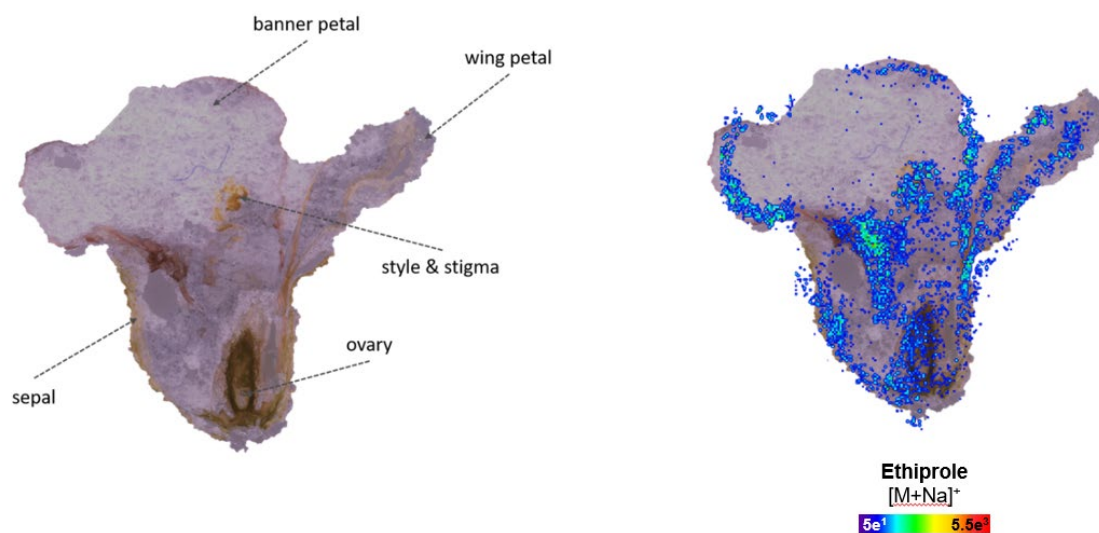 banner petal
wing petal
style & stigma
ovary
sepal
Ethiprole
[M+Na]⁺
5e¹ 5.5e³